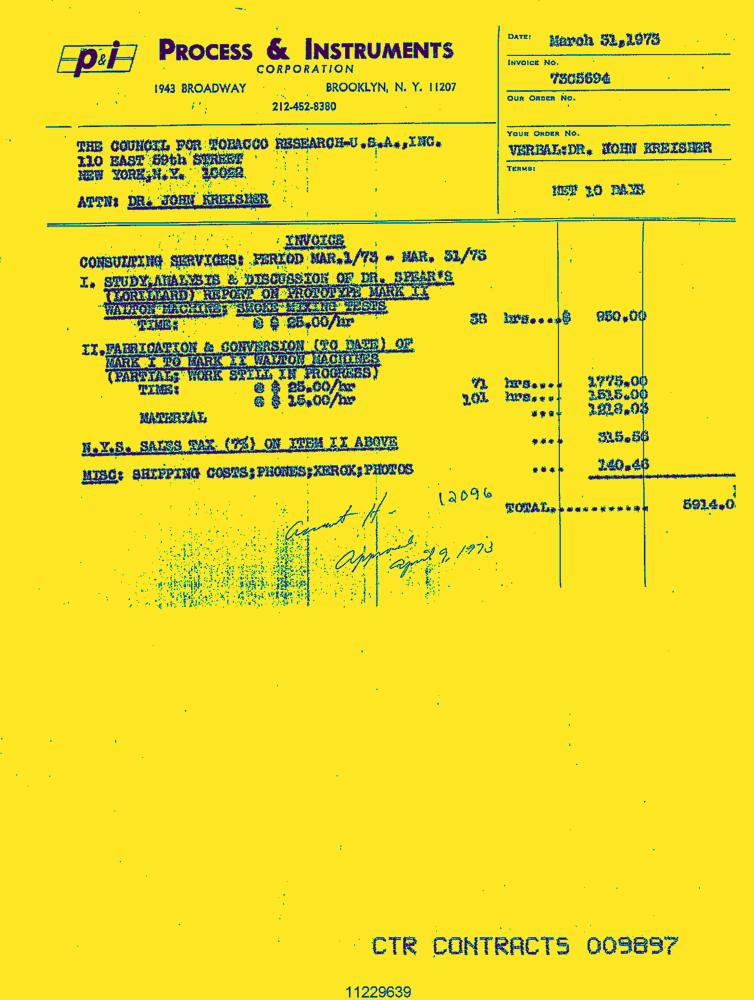 p&i PROCESS & INSTRUMENTS
CORPORATION
1943 BROADWAY BROOKLYN, N. Y. 11207
212-452-8380
DATE: March 31,1973
INVOICE NO.
73C5694
OUR ORDER NO.
YOUR ORDER NO.
VERBAL:DR. JOHN KREISHER
TERMS:
NET 10 DAYS
THE COUNCIL FOR TOBACCO RESEARCH-U.S.A.,INC.
110 EAST 59th STREET
NEW YORK,N.Y. 10022
ATTN: DR. JOHN KREISHER
INVOICE
CONSULTING SERVICES: PERIOD MAR.1/73 - MAR. 31/73
I. STUDY,ANALYSIS & DISCUSSION OF DR. SPEAR'S
(LORILLARD) REPORT ON PROTOTYPE MARK II
WALTON MACHINE; SMOKE MIXING TESTS
TIME: @ $ 25.00/hr 38 hrs....$ 950.00
II.FABRICATION & CONVERSION (TO DATE) OF
MARK I TO MARK II WALTON MACHINES
(PARTIAL; WORK STILL IN PROGRESS)
TIME: @ $ 25.00/hr 71 hrs.... 1775.00
@ $ 15.00/hr 101 hrs.... 1515.00
MATERIAL .... 1218.03
N.Y.S. SALES TAX (7%) ON ITEM II ABOVE .... 315.56
MISC: SHIPPING COSTS;PHONES;XEROX;PHOTOS .... 140.46
TOTAL............ 5914.0
12096
H-
Approved
April 9, 1973
CTR CONTRACTS 009897
11229639